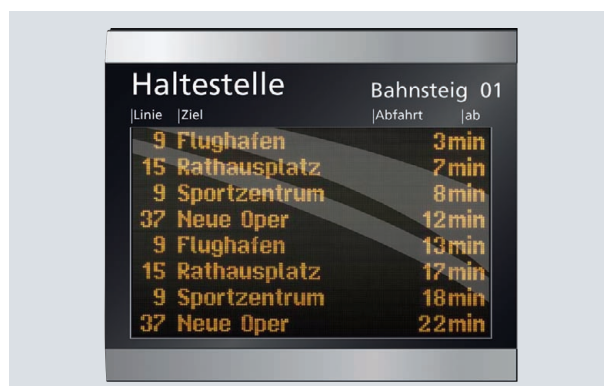 Haltestelle Bahnsteig 01
|Linie |Ziel |Abfahrt |ab
9 Flughafen 3min
15 Rathausplatz 7min
9 Sportzentrum 8min
37 Neue Oper 12min
9 Flughafen 13min
15 Rathausplatz 17min
9 Sportzentrum 18min
37 Neue Oper 22min